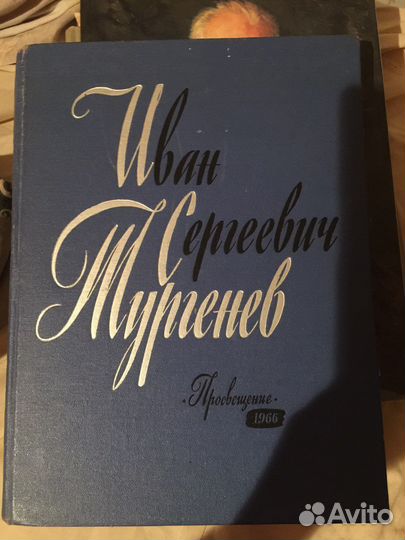 Иван
Сергеевич
Тургенев
·Просвещение·
1966
Avito